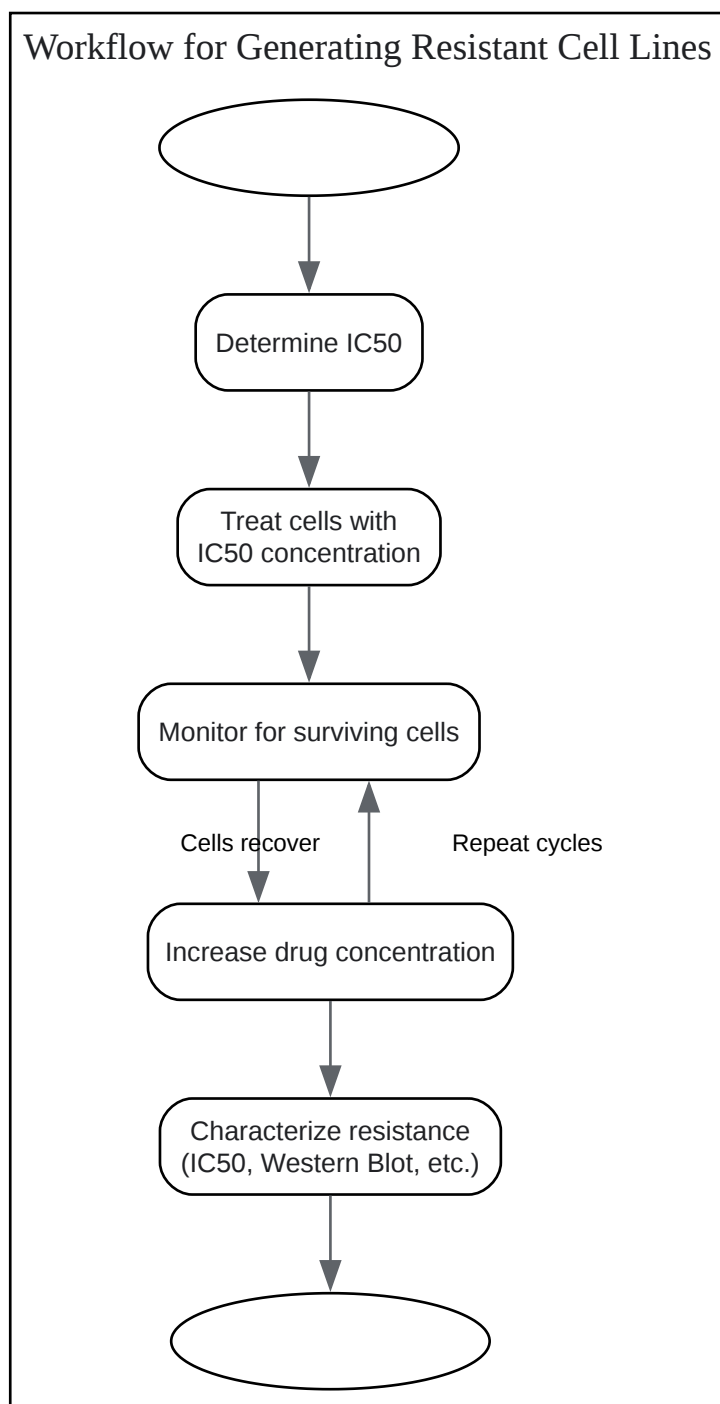 Workflow for Generating Resistant Cell Lines
Determine IC50
Treat cells with
IC50 concentration
Monitor for surviving cells
Cells recover
Repeat cycles
Increase drug concentration
Characterize resistance
(IC50, Western Blot, etc.)